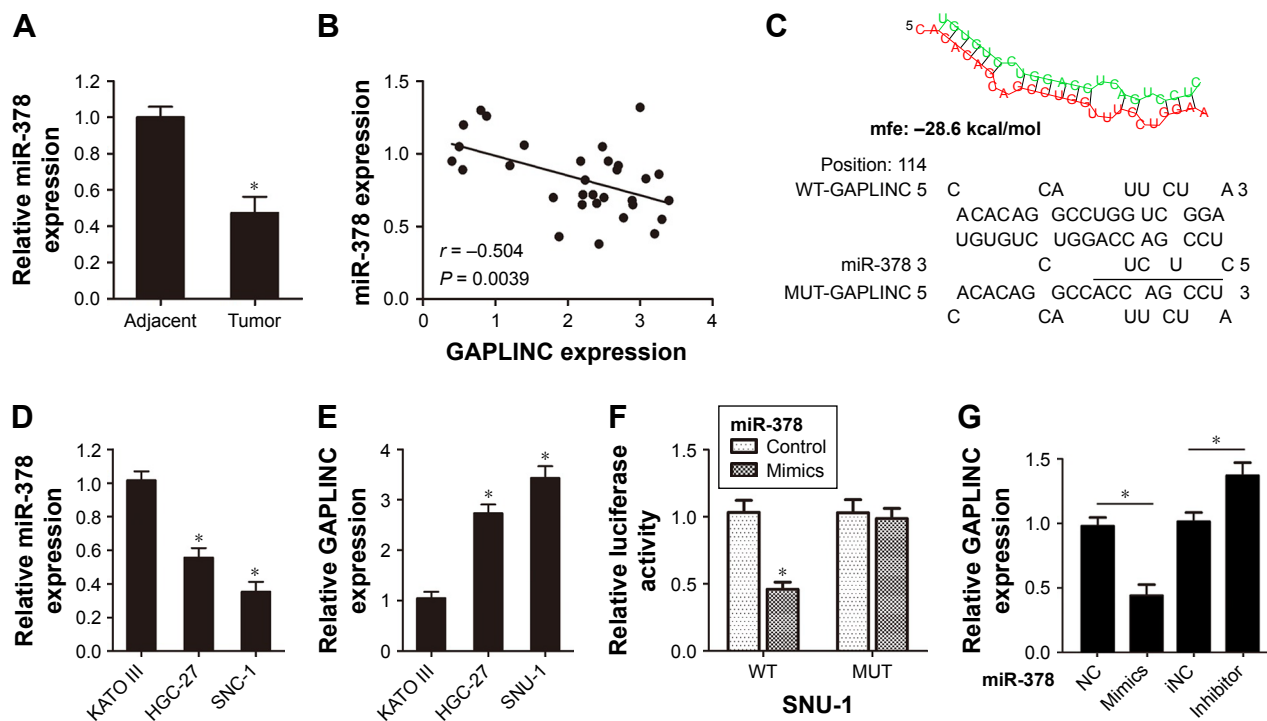 A
Relative miR-378
expression
1.2
1.0
0.8
0.6
0.4
0.2
0.0
*
Adjacent
Tumor
B
miR-378 expression
1.5
1.0
0.5
0.0
r = –0.504
P = 0.0039
0
1
2
3
4
GAPLINC expression
C
5
mfe: –28.6 kcal/mol
Position: 114
WT-GAPLINC 5 C CA UU CU A 3
ACACAG GCCUGG UC GGA
UGUGUC UGGACC AG CCU
miR-378 3 C UC U C 5
MUT-GAPLINC 5 ACACAG GCCACC AG CCU 3
C CA UU CU A
D
Relative miR-378
expression
1.2
1.0
0.8
0.6
0.4
0.2
0.0
*
*
KATO III
HGC-27
SNC-1
E
Relative GAPLINC
expression
4
3
2
1
0
*
*
KATO III
HGC-27
SNU-1
F
miR-378
Control
Mimics
Relative luciferase
activity
1.5
1.0
0.5
0.0
*
WT
MUT
SNU-1
G
Relative GAPLINC
expression
1.5
1.0
0.5
0.0
*
*
miR-378
NC
Mimics
iNC
Inhibitor